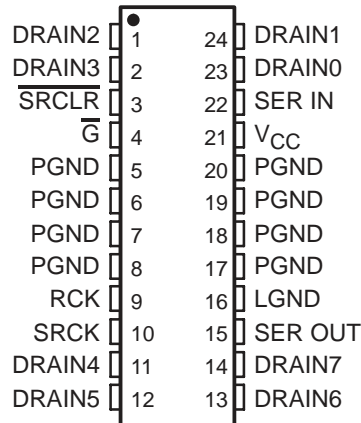 DRAIN2 1 24 DRAIN1
DRAIN3 2 23 DRAIN0
S̅R̅C̅L̅R̅ 3 22 SER IN
G̅ 4 21 VCC
PGND 5 20 PGND
PGND 6 19 PGND
PGND 7 18 PGND
PGND 8 17 PGND
RCK 9 16 LGND
SRCK 10 15 SER OUT
DRAIN4 11 14 DRAIN7
DRAIN5 12 13 DRAIN6